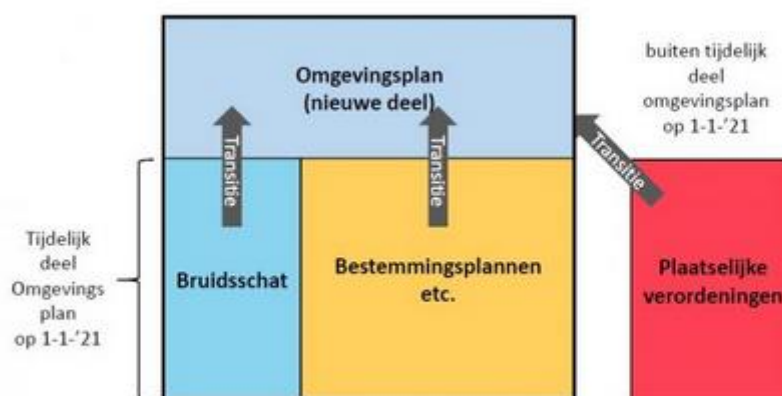 Omgevingsplan
(nieuwe deel)
buiten tijdelijk
deel
omgevingsplan
op 1-1-'21
Transitie
Transitie
Transitie
Tijdelijk
deel
Omgevings
plan
op 1-1-'21
Bruidsschat
Bestemmingsplannen
etc.
Plaatselijke
verordeningen